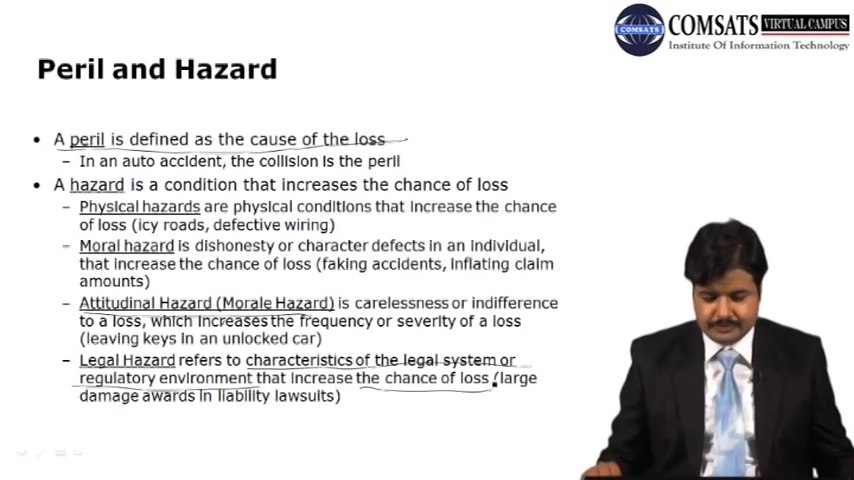 COMSATS VIRTUAL CAMPUS
COMSATS Institute Of Information Technology
Peril and Hazard
• A peril is defined as the cause of the loss
– In an auto accident, the collision is the peril
• A hazard is a condition that increases the chance of loss
– Physical hazards are physical conditions that increase the chance
of loss (icy roads, defective wiring)
– Moral hazard is dishonesty or character defects in an individual,
that increase the chance of loss (faking accidents, inflating claim
amounts)
– Attitudinal Hazard (Morale Hazard) is carelessness or indifference
to a loss, which increases the frequency or severity of a loss
(leaving keys in an unlocked car)
– Legal Hazard refers to characteristics of the legal system or
regulatory environment that increase the chance of loss (large
damage awards in liability lawsuits)